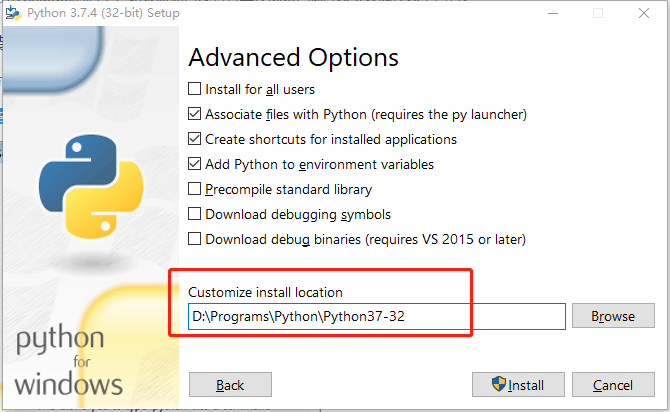 Python 3.7.4 (32-bit) Setup
Advanced Options
Install for all users
Associate files with Python (requires the py launcher)
Create shortcuts for installed applications
Add Python to environment variables
Precompile standard library
Download debugging symbols
Download debug binaries (requires VS 2015 or later)
Customize install location
D:\Programs\Python\Python37-32
Browse
python
for
windows
Back
Install
Cancel